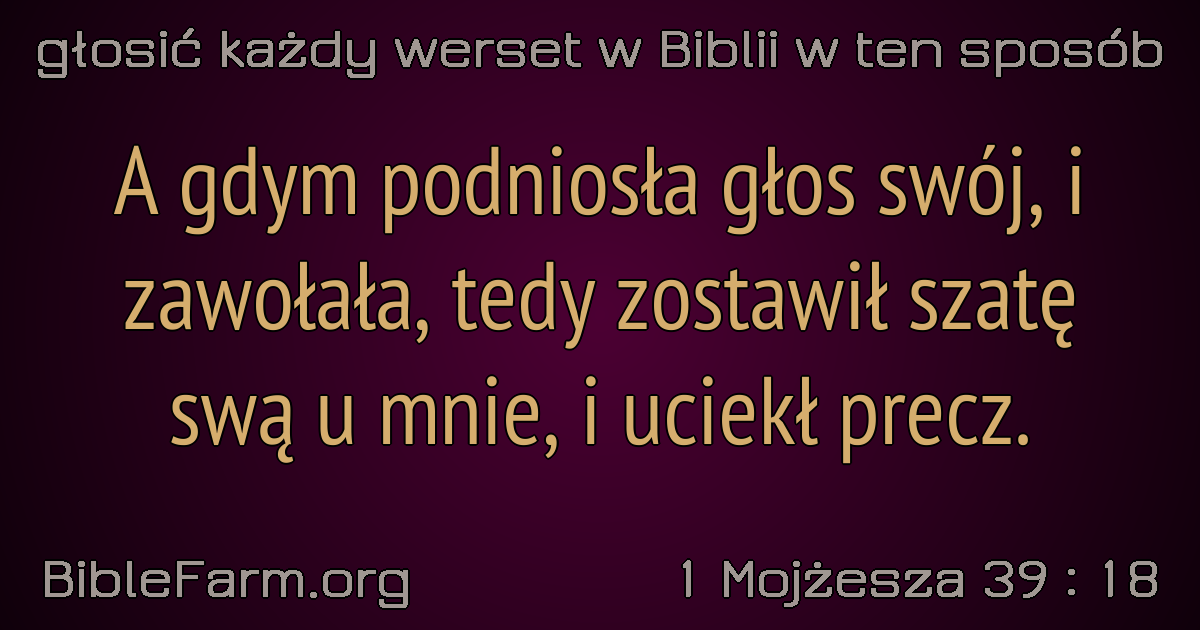 głosić każdy werset w Biblii w ten sposób
A gdym podniosła głos swój, i
zawołała, tedy zostawił szatę
swą u mnie, i uciekł precz.
BibleFarm.org
1 Mojżesza 39 : 18